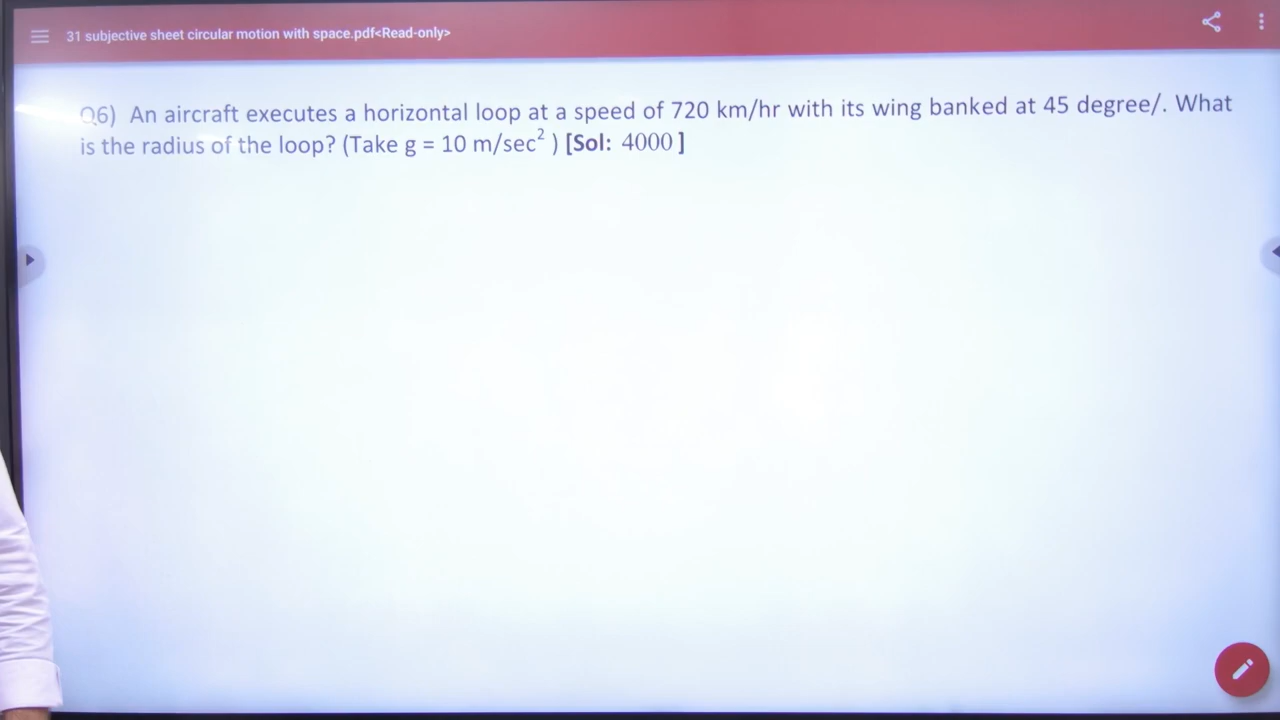 31 subjective sheet circular motion with space.pdf<Read-only>
Q6) An aircraft executes a horizontal loop at a speed of 720 km/hr with its wing banked at 45 degree/. What
is the radius of the loop? (Take g = 10 m/sec² ) [Sol: 4000 ]